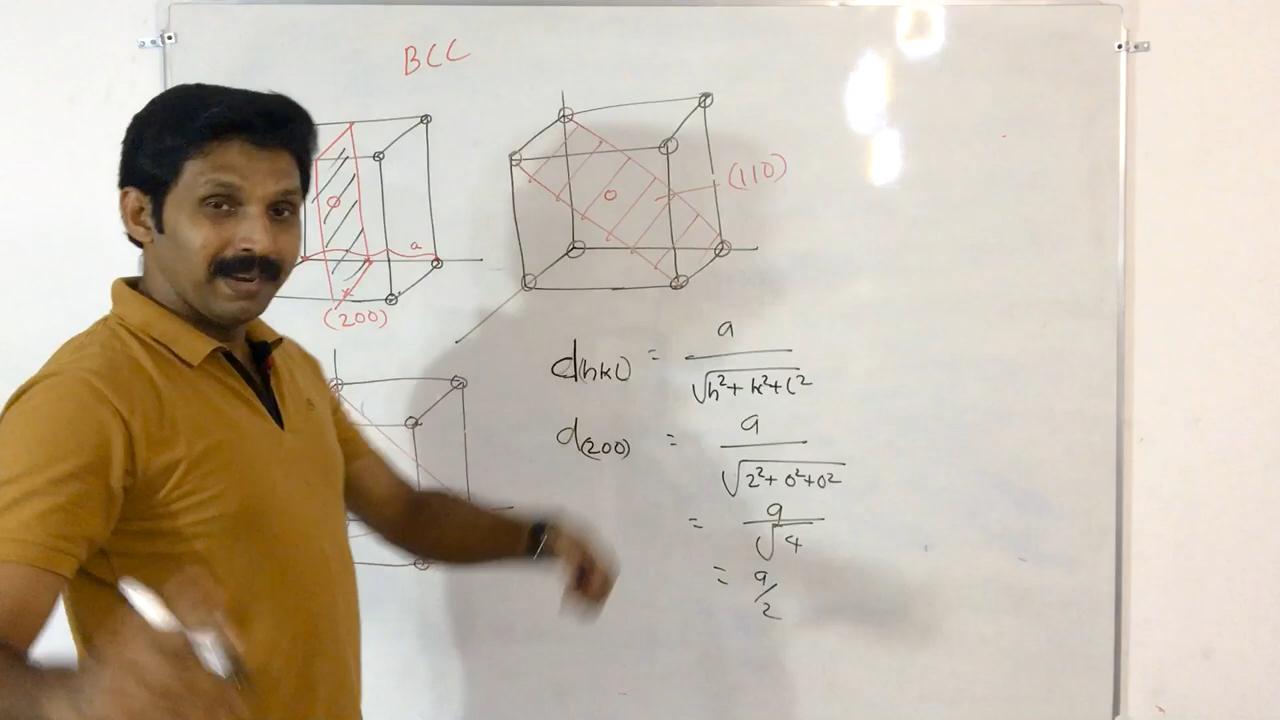 BCC
a
(200)
(110)
d(hkl) = a / √h²+k²+l²
d(200) = a / √2²+0²+0²
= a / √4
= a/2